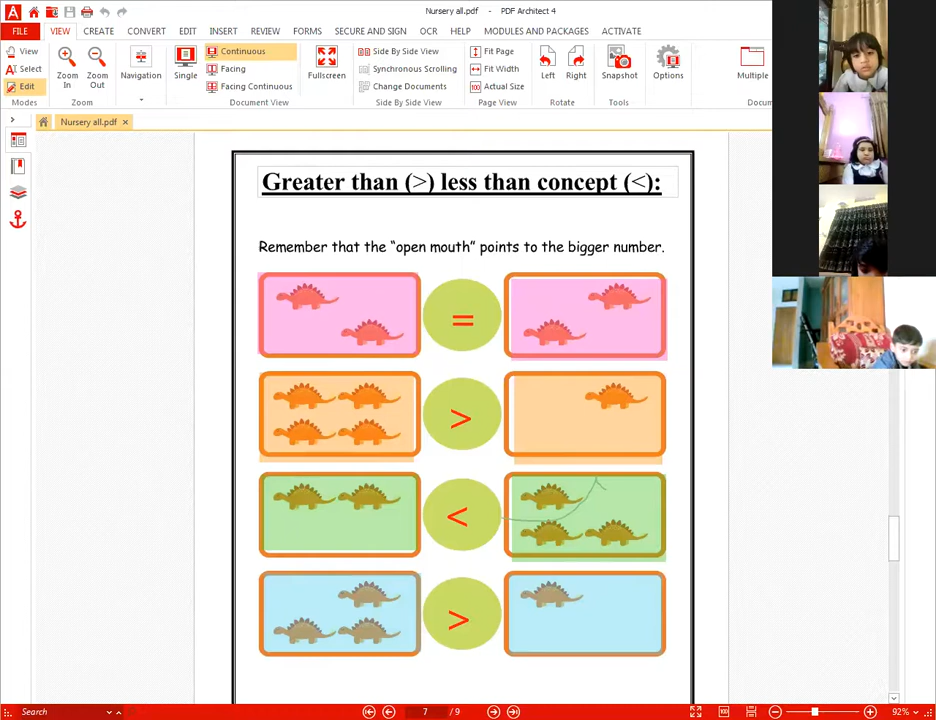 Nursery all.pdf - PDF Architect 4
FILE VIEW CREATE CONVERT EDIT INSERT REVIEW FORMS SECURE AND SIGN OCR HELP MODULES AND PACKAGES ACTIVATE
View
Select
Edit
Modes
Zoom In
Zoom Out
Zoom
Navigation
Single
Continuous
Facing
Facing Continuous
Document View
Fullscreen
Side By Side View
Synchronous Scrolling
Change Documents
Side By Side View
Fit Page
Fit Width
100 Actual Size
Page View
Left
Right
Rotate
Snapshot
Tools
Options
Multiple
Docum
Nursery all.pdf ×
Greater than (>) less than concept (<):
Remember that the “open mouth” points to the bigger number.
=
>
<
>
Search
7 / 9
100
92%